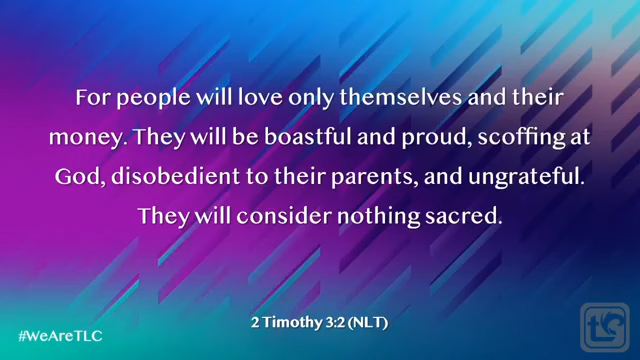 For people will love only themselves and their
money. They will be boastful and proud, scoffing at
God, disobedient to their parents, and ungrateful.
They will consider nothing sacred.
2 Timothy 3:2 (NLT)
#WeAreTLC